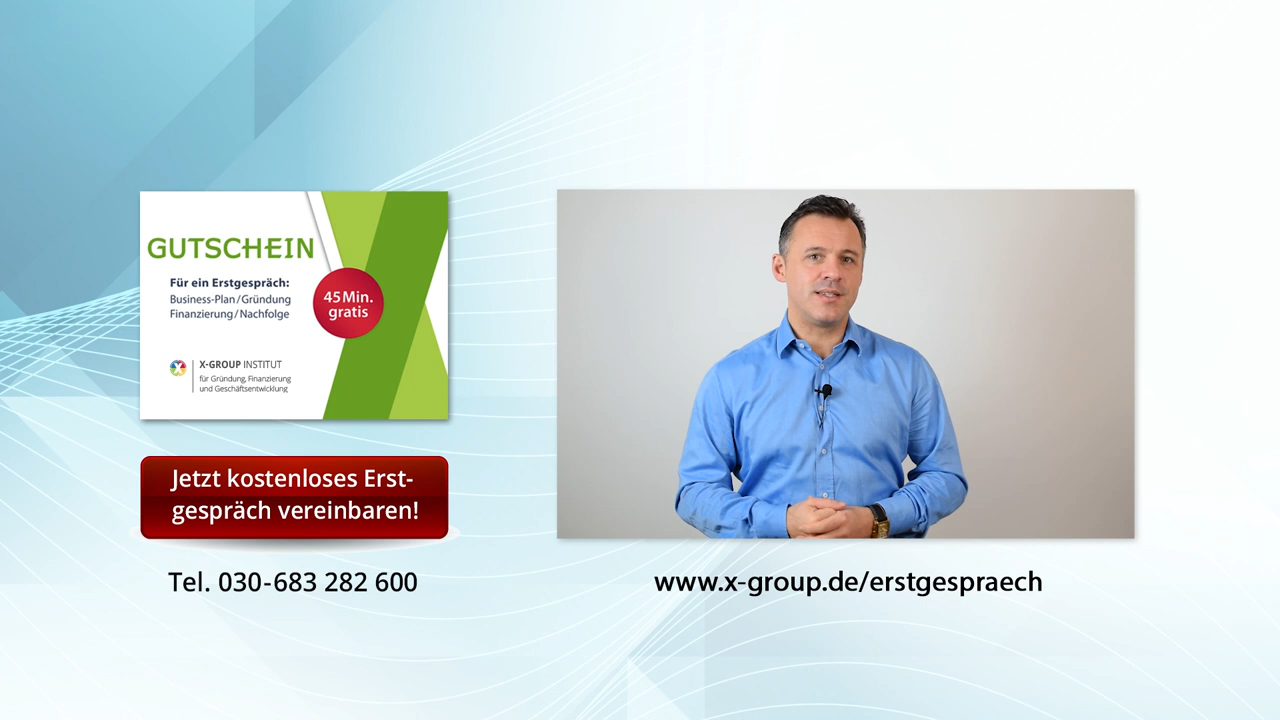 GUTSCHEIN
Für ein Erstgespräch:
Business-Plan/Gründung
Finanzierung/Nachfolge
45 Min.
gratis
X-GROUP INSTITUT
für Gründung, Finanzierung
und Geschäftsentwicklung
Jetzt kostenloses Erst-
gespräch vereinbaren!
Tel. 030-683 282 600
www.x-group.de/erstgespraech